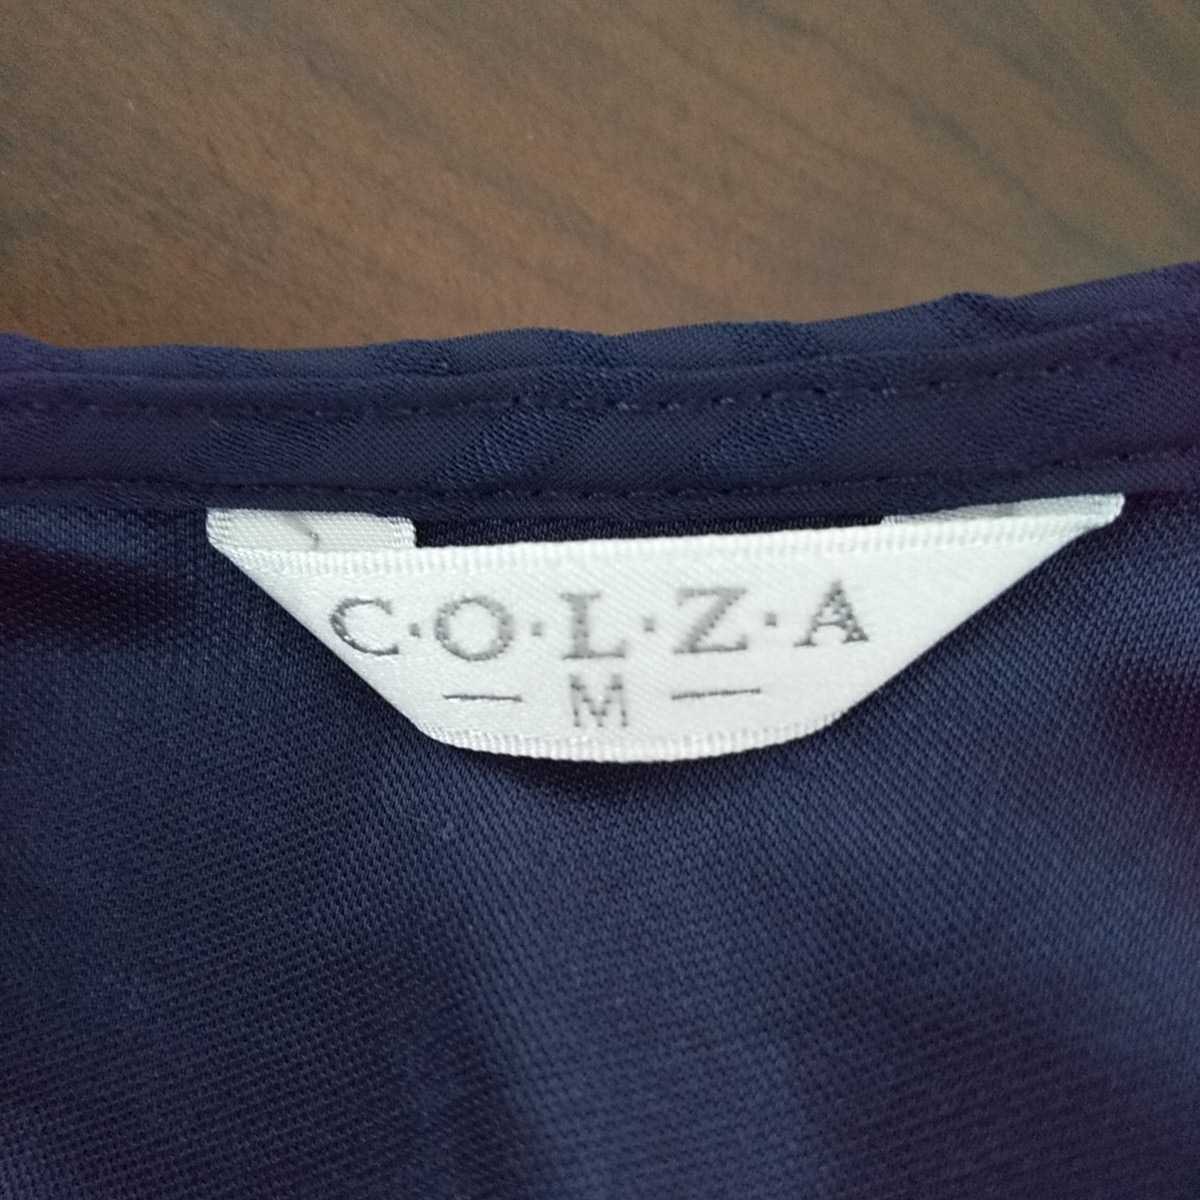 C·O·L·Z·A
— M —